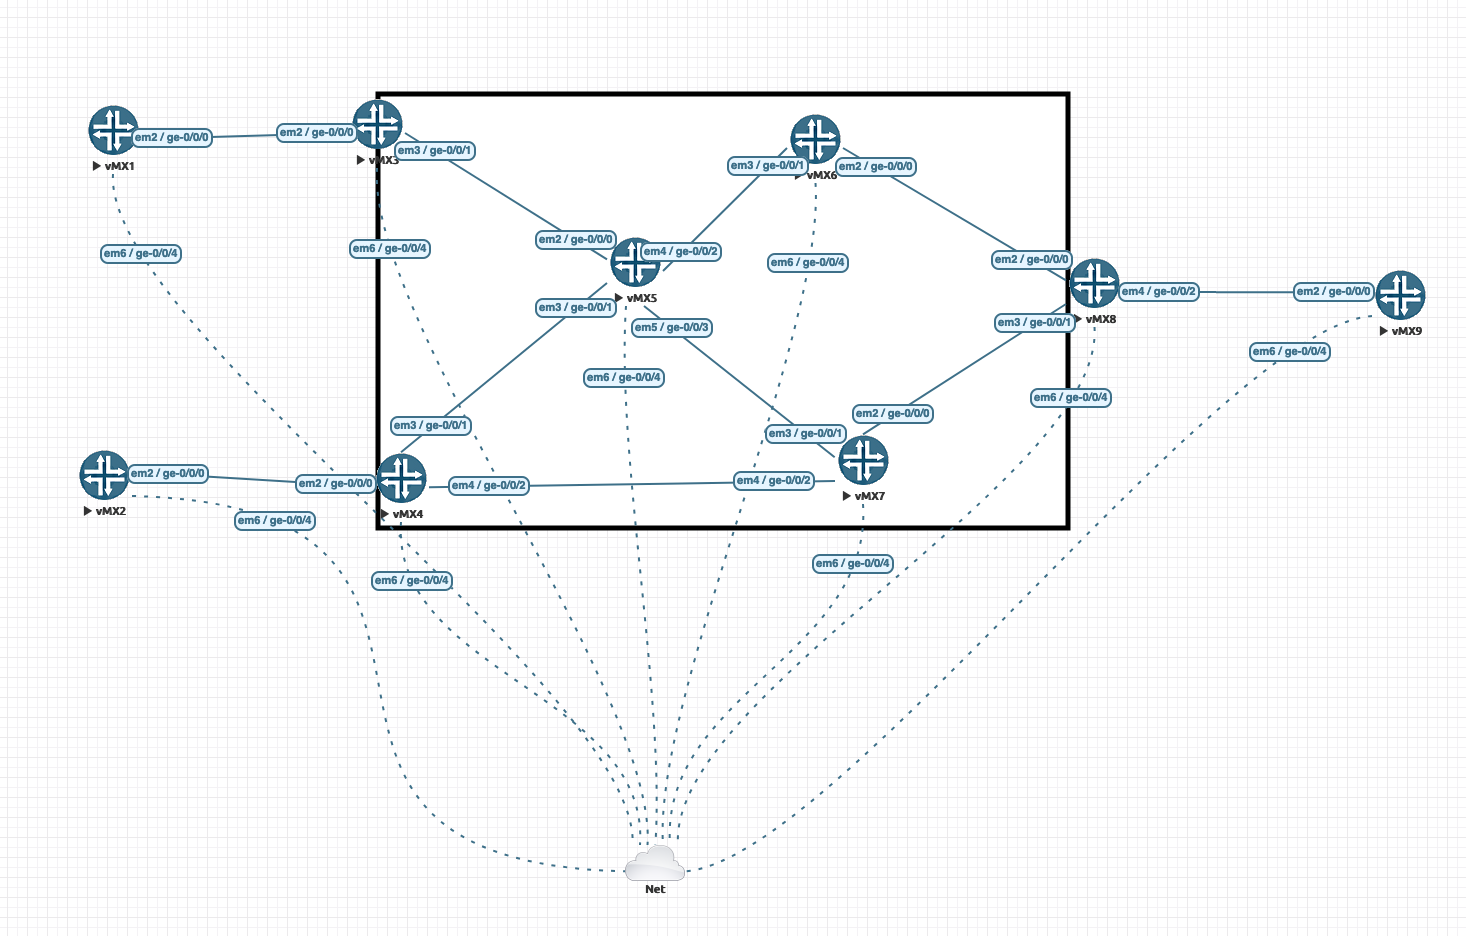 em2 / ge-0/0/0
em2 / ge-0/0/0
vMX1
vMX3
em3 / ge-0/0/1
em3 / ge-0/0/1
em2 / ge-0/0/0
vMX6
em6 / ge-0/0/4
em6 / ge-0/0/4
em2 / ge-0/0/0
em4 / ge-0/0/2
em6 / ge-0/0/4
em2 / ge-0/0/0
vMX5
em3 / ge-0/0/1
em5 / ge-0/0/3
em4 / ge-0/0/2
em2 / ge-0/0/0
em3 / ge-0/0/1
vMX8
vMX9
em6 / ge-0/0/4
em6 / ge-0/0/4
em6 / ge-0/0/4
em3 / ge-0/0/1
em3 / ge-0/0/1
em2 / ge-0/0/0
em2 / ge-0/0/0
em2 / ge-0/0/0
em4 / ge-0/0/2
em4 / ge-0/0/2
vMX7
vMX2
vMX4
em6 / ge-0/0/4
em6 / ge-0/0/4
em6 / ge-0/0/4
Net